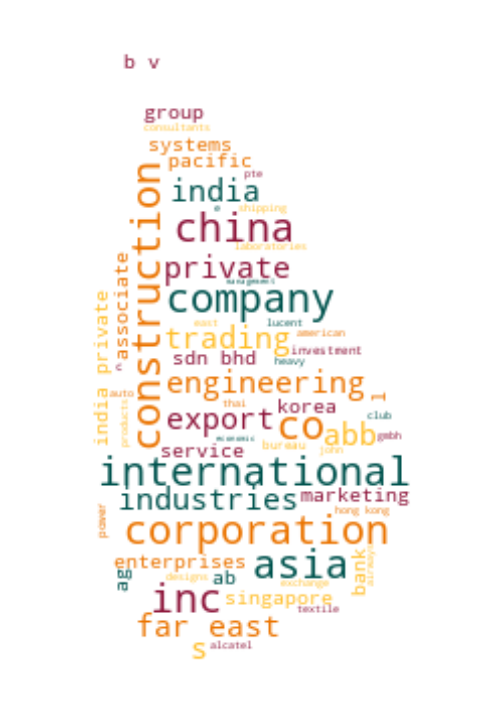 b v
group
consultants
systems
pacific
pte
india
e
shipping
china
laboratories
construction
associate
private
management
company
india private
east
lucent
trading
american
sdn bhd
investment
heavy
c
engineering
auto
products
thai
korea
l
export
co
club
abb
gmbh
economic
service
bureau
john
international
industries
marketing
power
hong kong
corporation
enterprises
asia
bank
airways
ag
designs
ab
exchange
inc
singapore
textile
far east
s
alcatel